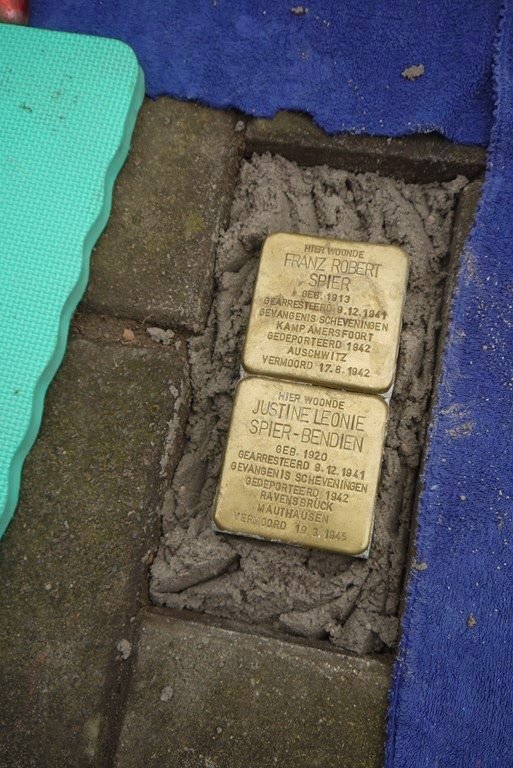 HIER WOONDE
FRANZ ROBERT
SPIER
GEB. 1913
GEARRESTEERD 9.12.1941
GEVANGENIS SCHEVENINGEN
KAMP AMERSFOORT
GEDEPORTEERD 1942
AUSCHWITZ
VERMOORD 17.8.1942
HIER WOONDE
JUSTINE LEONIE
SPIER-BENDIEN
GEB. 1920
GEARRESTEERD 9.12.1941
GEVANGENIS SCHEVENINGEN
GEDEPORTEERD 1942
RAVENSBRÜCK
MAUTHAUSEN
VERMOORD 19.3.1945